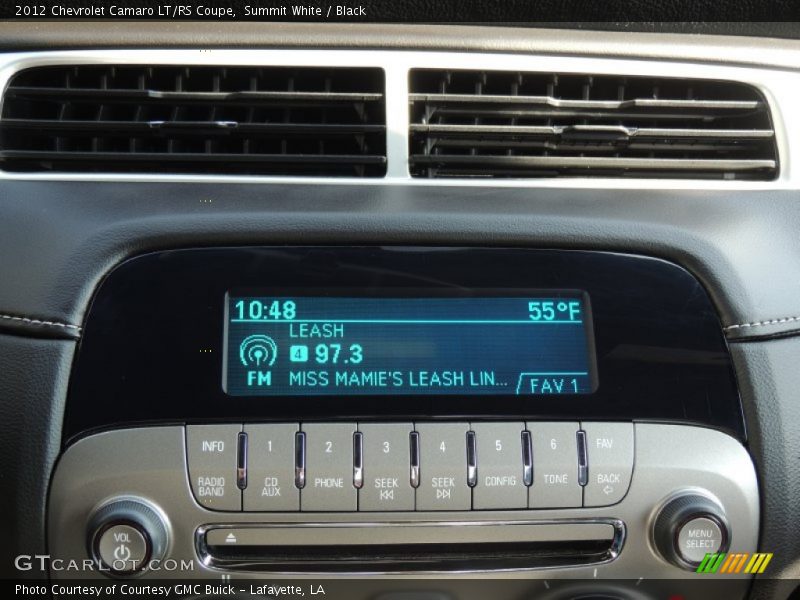 2012 Chevrolet Camaro LT/RS Coupe, Summit White / Black
10:48 55°F
LEASH
4 97.3
FM MISS MAMIE'S LEASH LIN... FAV 1
INFO 1 2 3 4 5 6 FAV
RADIO BAND CD AUX PHONE SEEK SEEK CONFIG TONE BACK
VOL
MENU SELECT
GTCARLOT.COM
Photo Courtesy of Courtesy GMC Buick - Lafayette, LA